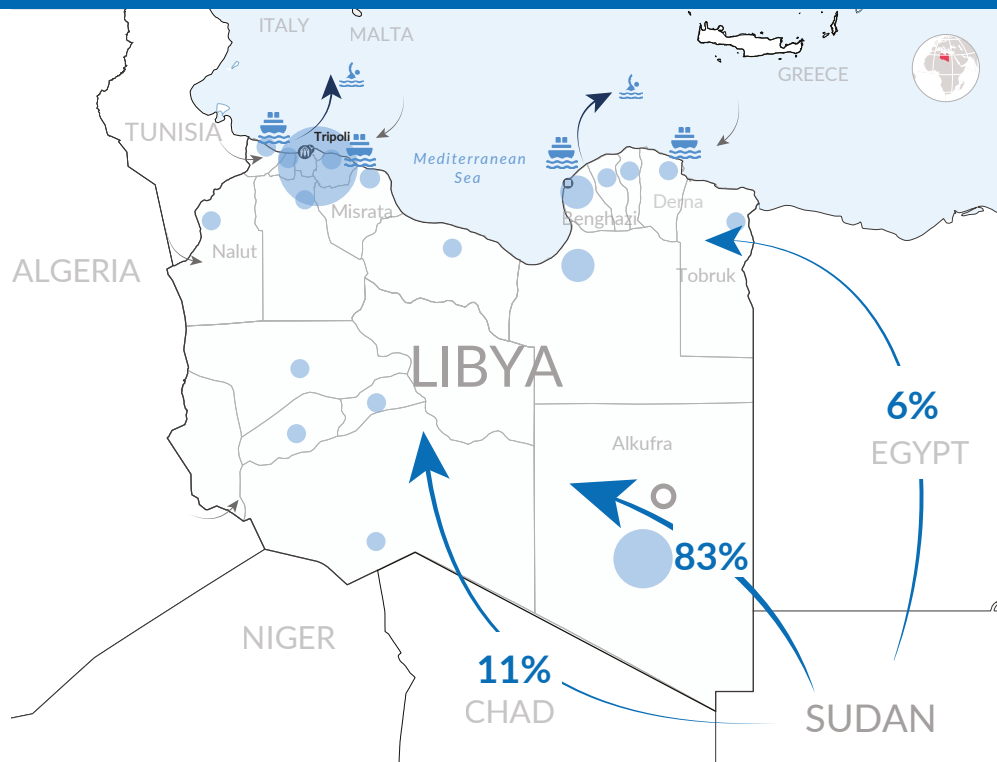 ITALY
MALTA
GREECE
TUNISIA
Tripoli
Mediterranean
Sea
Misrata
Benghazi
Derna
Nalut
ALGERIA
Tobruk
LIBYA
6%
EGYPT
Alkufra
83%
NIGER
11%
CHAD
SUDAN